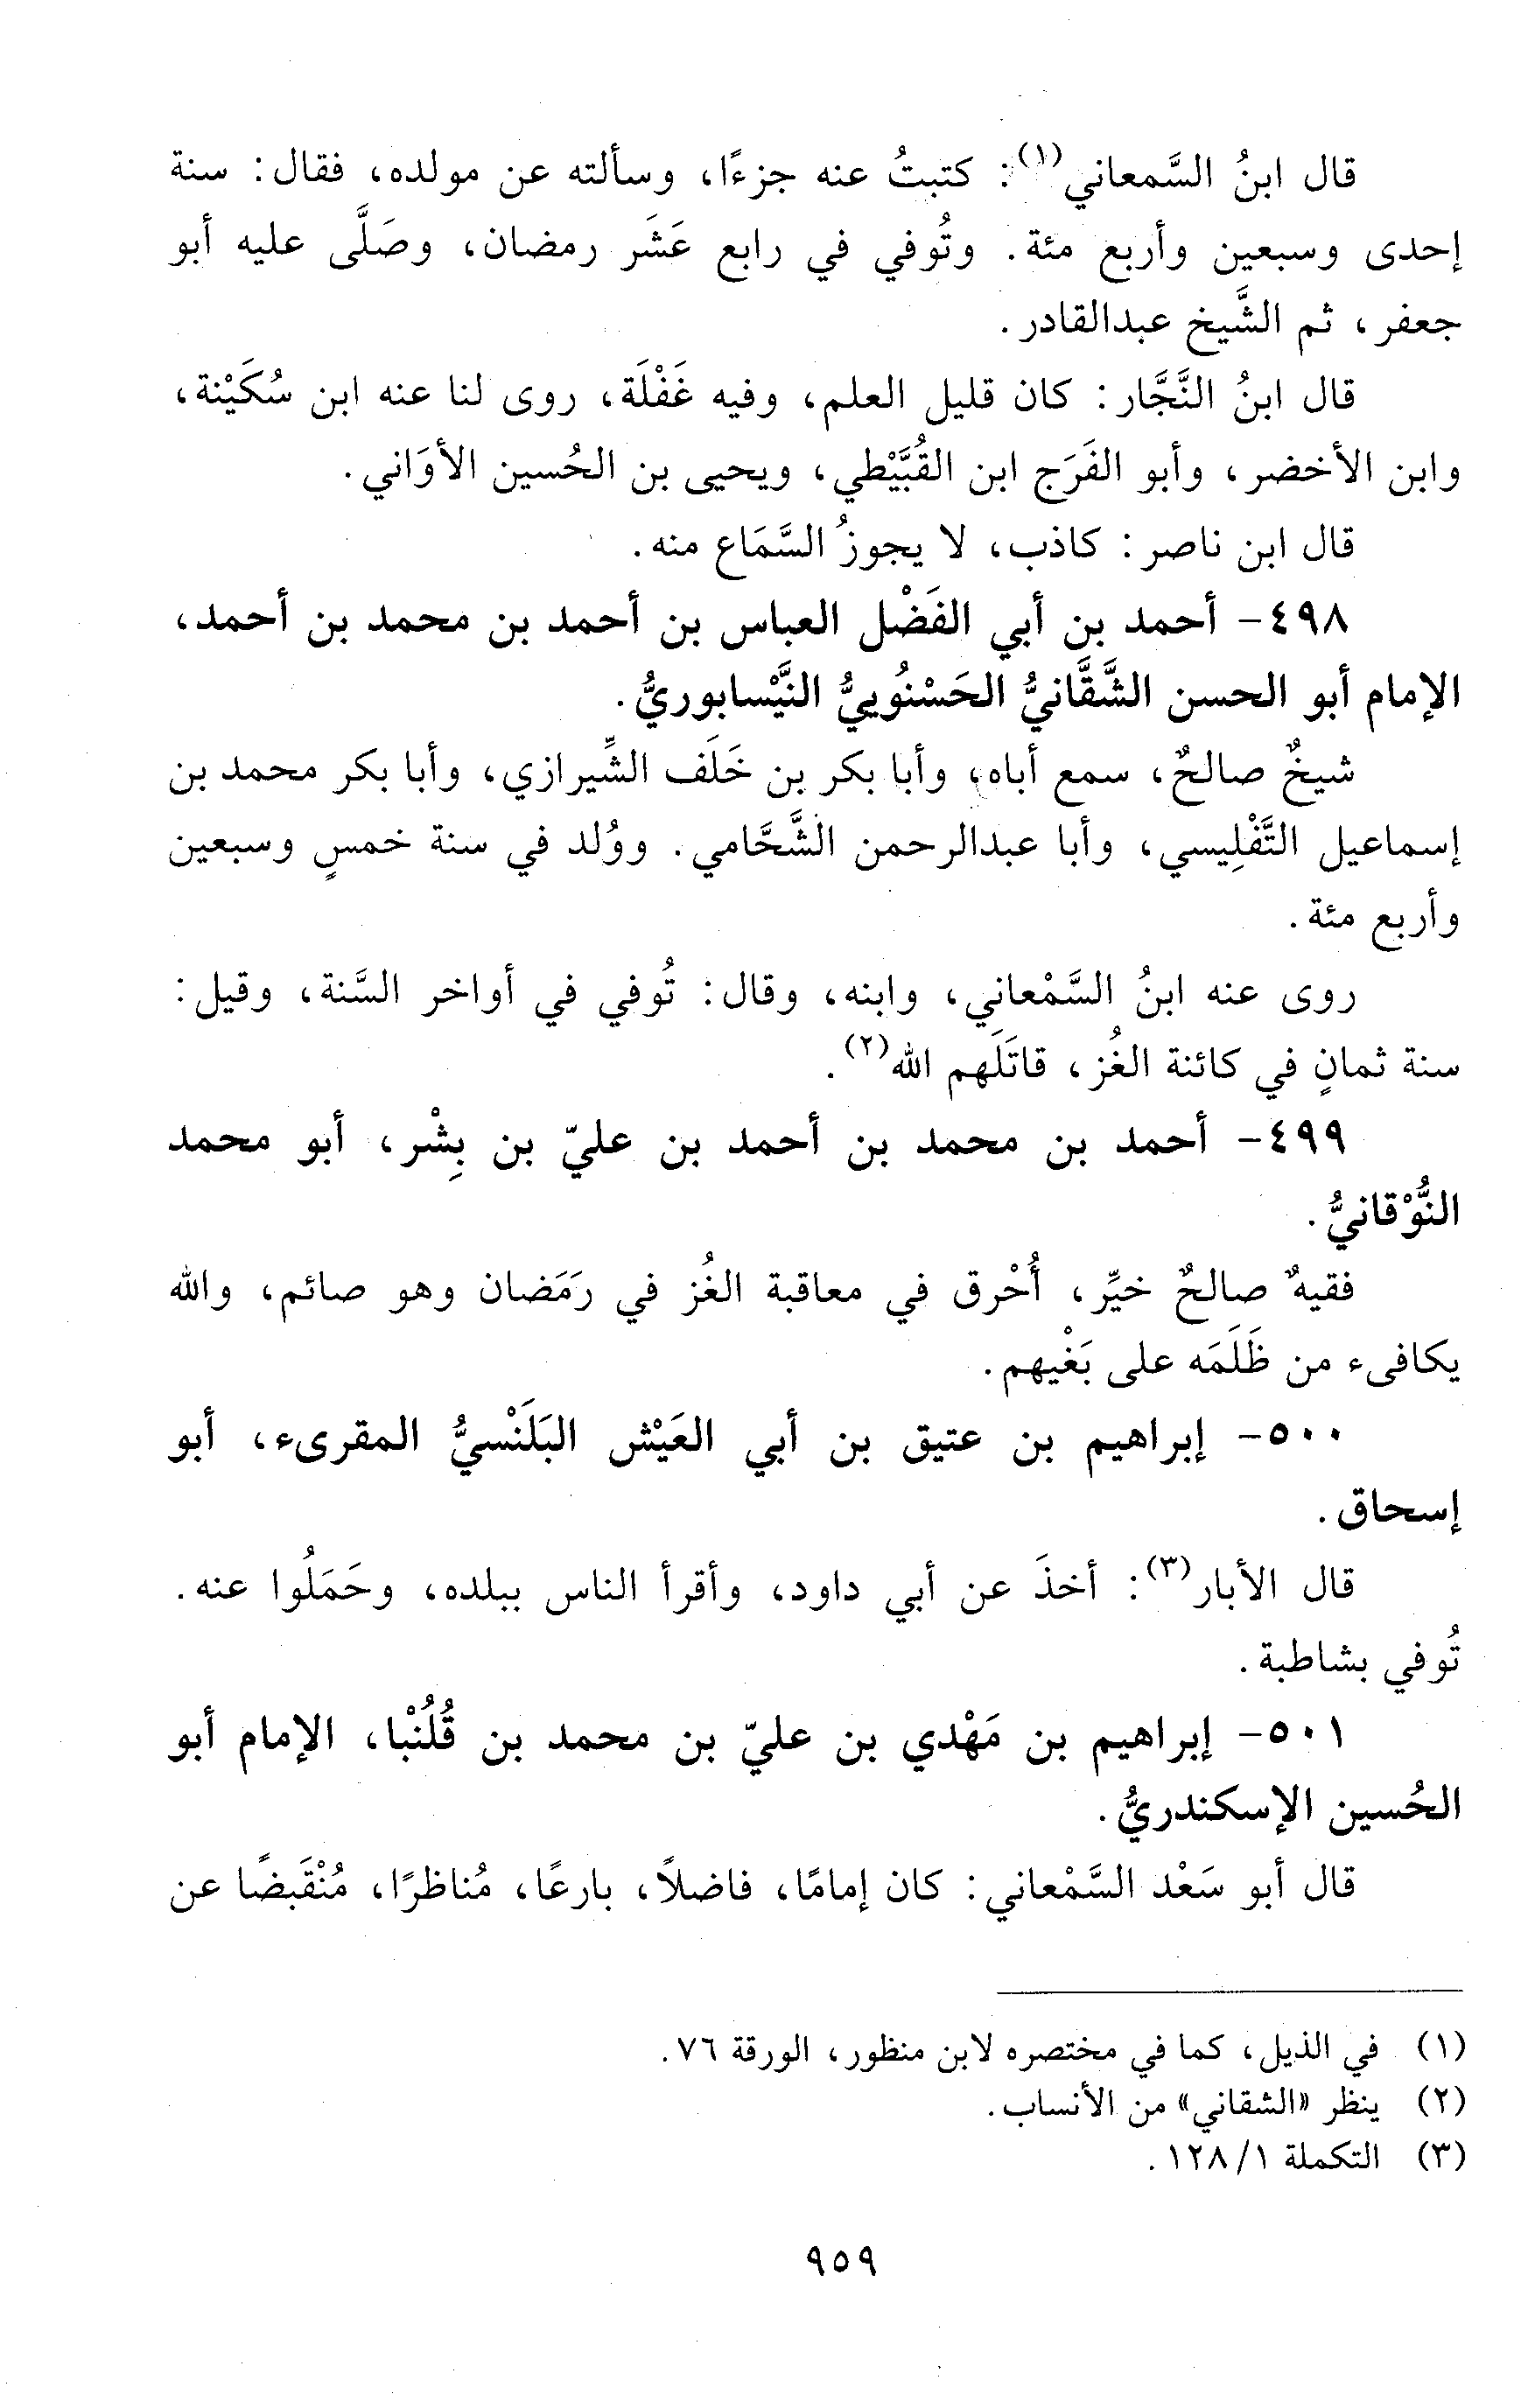 قال ابنُ السَّمعاني(١): كتبتُ عنه جزءًا، وسألته عن مولده، فقال: سنة
إحدى وسبعين وأربع مئة. وتُوفي في رابع عَشَر رمضان، وصَلَّى عليه أبو
جعفر، ثم الشَّيخ عبدالقادر.
قال ابنُ النَّجَّار: كان قليل العلم، وفيه غَفْلَة، روى لنا عنه ابن سُكَيْنة،
وابن الأخضر، وأبو الفَرَج ابن القُبَّيْطي، ويحيى بن الحُسين الأوَاني.
قال ابن ناصر: كاذب، لا يجوزُ السَّمَاع منه.
٤٩٨- أحمد بن أبي الفَضْل العباس بن أحمد بن محمد بن أحمد،
الإمام أبو الحسن الشَّقَّانيُّ الحَسْنُوييُّ النَّيْسابوريُّ.
شيخٌ صالحٌ، سمع أباه، وأبا بكر بن خَلَف الشِّيرازي، وأبا بكر محمد بن
إسماعيل التَّفْلِيسي، وأبا عبدالرحمن الشَّحَّامي. ووُلد في سنة خمسٍ وسبعين
وأربع مئة.
روى عنه ابنُ السَّمْعاني، وابنه، وقال: تُوفي في أواخر السَّنة، وقيل:
سنة ثمانٍ في كائنة الغُز، قاتَلَهم الله(٢).
٤٩٩- أحمد بن محمد بن أحمد بن عليّ بن بِشْر، أبو محمد
النُّوْقانيُّ.
فقيهٌ صالحٌ خيِّر، أُحْرق في معاقبة الغُز في رَمَضان وهو صائم، والله
يكافىء من ظَلَمَه على بَغْيهم.
٥٠٠- إبراهيم بن عتيق بن أبي العَيْش البَلَنْسيُّ المقرىء، أبو
إسحاق.
قال الأبار(٣): أخذَ عن أبي داود، وأقرأ الناس ببلده، وحَمَلُوا عنه.
تُوفي بشاطبة.
٥٠١- إبراهيم بن مَهْدي بن عليّ بن محمد بن قُلُنْبا، الإمام أبو
الحُسين الإسكندريُّ.
قال أبو سَعْد السَّمْعاني: كان إمامًا، فاضلاً، بارعًا، مُناظرًا، مُنْقَبضًا عن
(١) في الذيل، كما في مختصره لابن منظور، الورقة ٧٦.
(٢) ينظر «الشقاني» من الأنساب.
(٣) التكملة ١/ ١٢٨.
٩٥٩